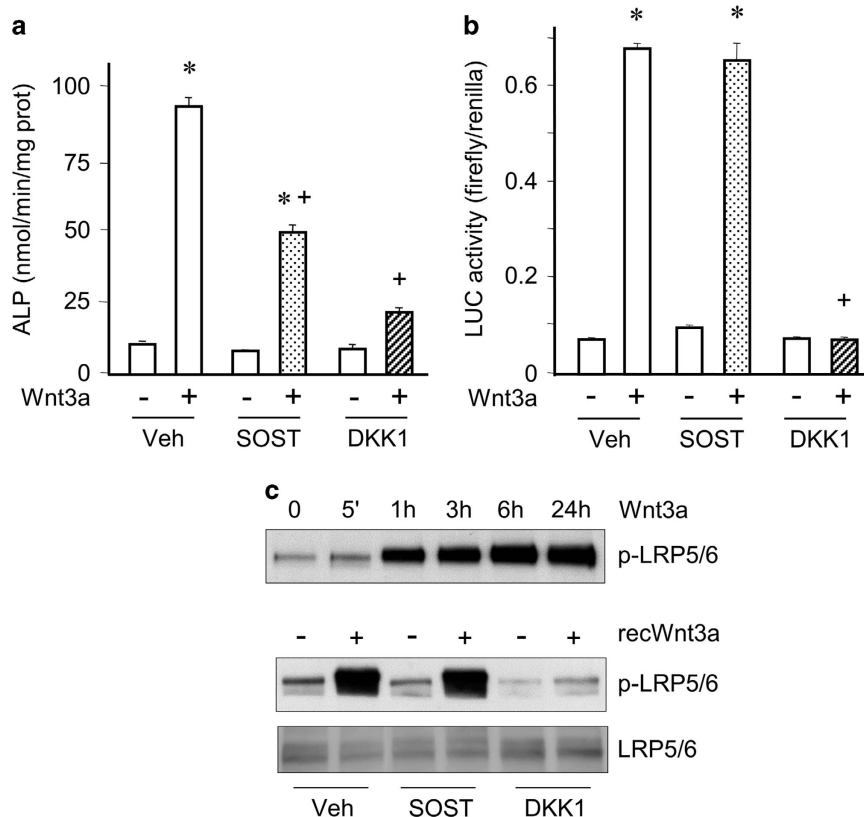 a
ALP (nmol/min/mg prot)
100
75
50
25
0
*
* +
+
Wnt3a - + - + - +
Veh SOST DKK1
b
LUC activity (firefly/renilla)
0.6
0.4
0.2
0
*
*
+
Wnt3a - + - + - +
Veh SOST DKK1
c
0 5' 1h 3h 6h 24h Wnt3a
p-LRP5/6
- + - + - + recWnt3a
p-LRP5/6
LRP5/6
Veh SOST DKK1